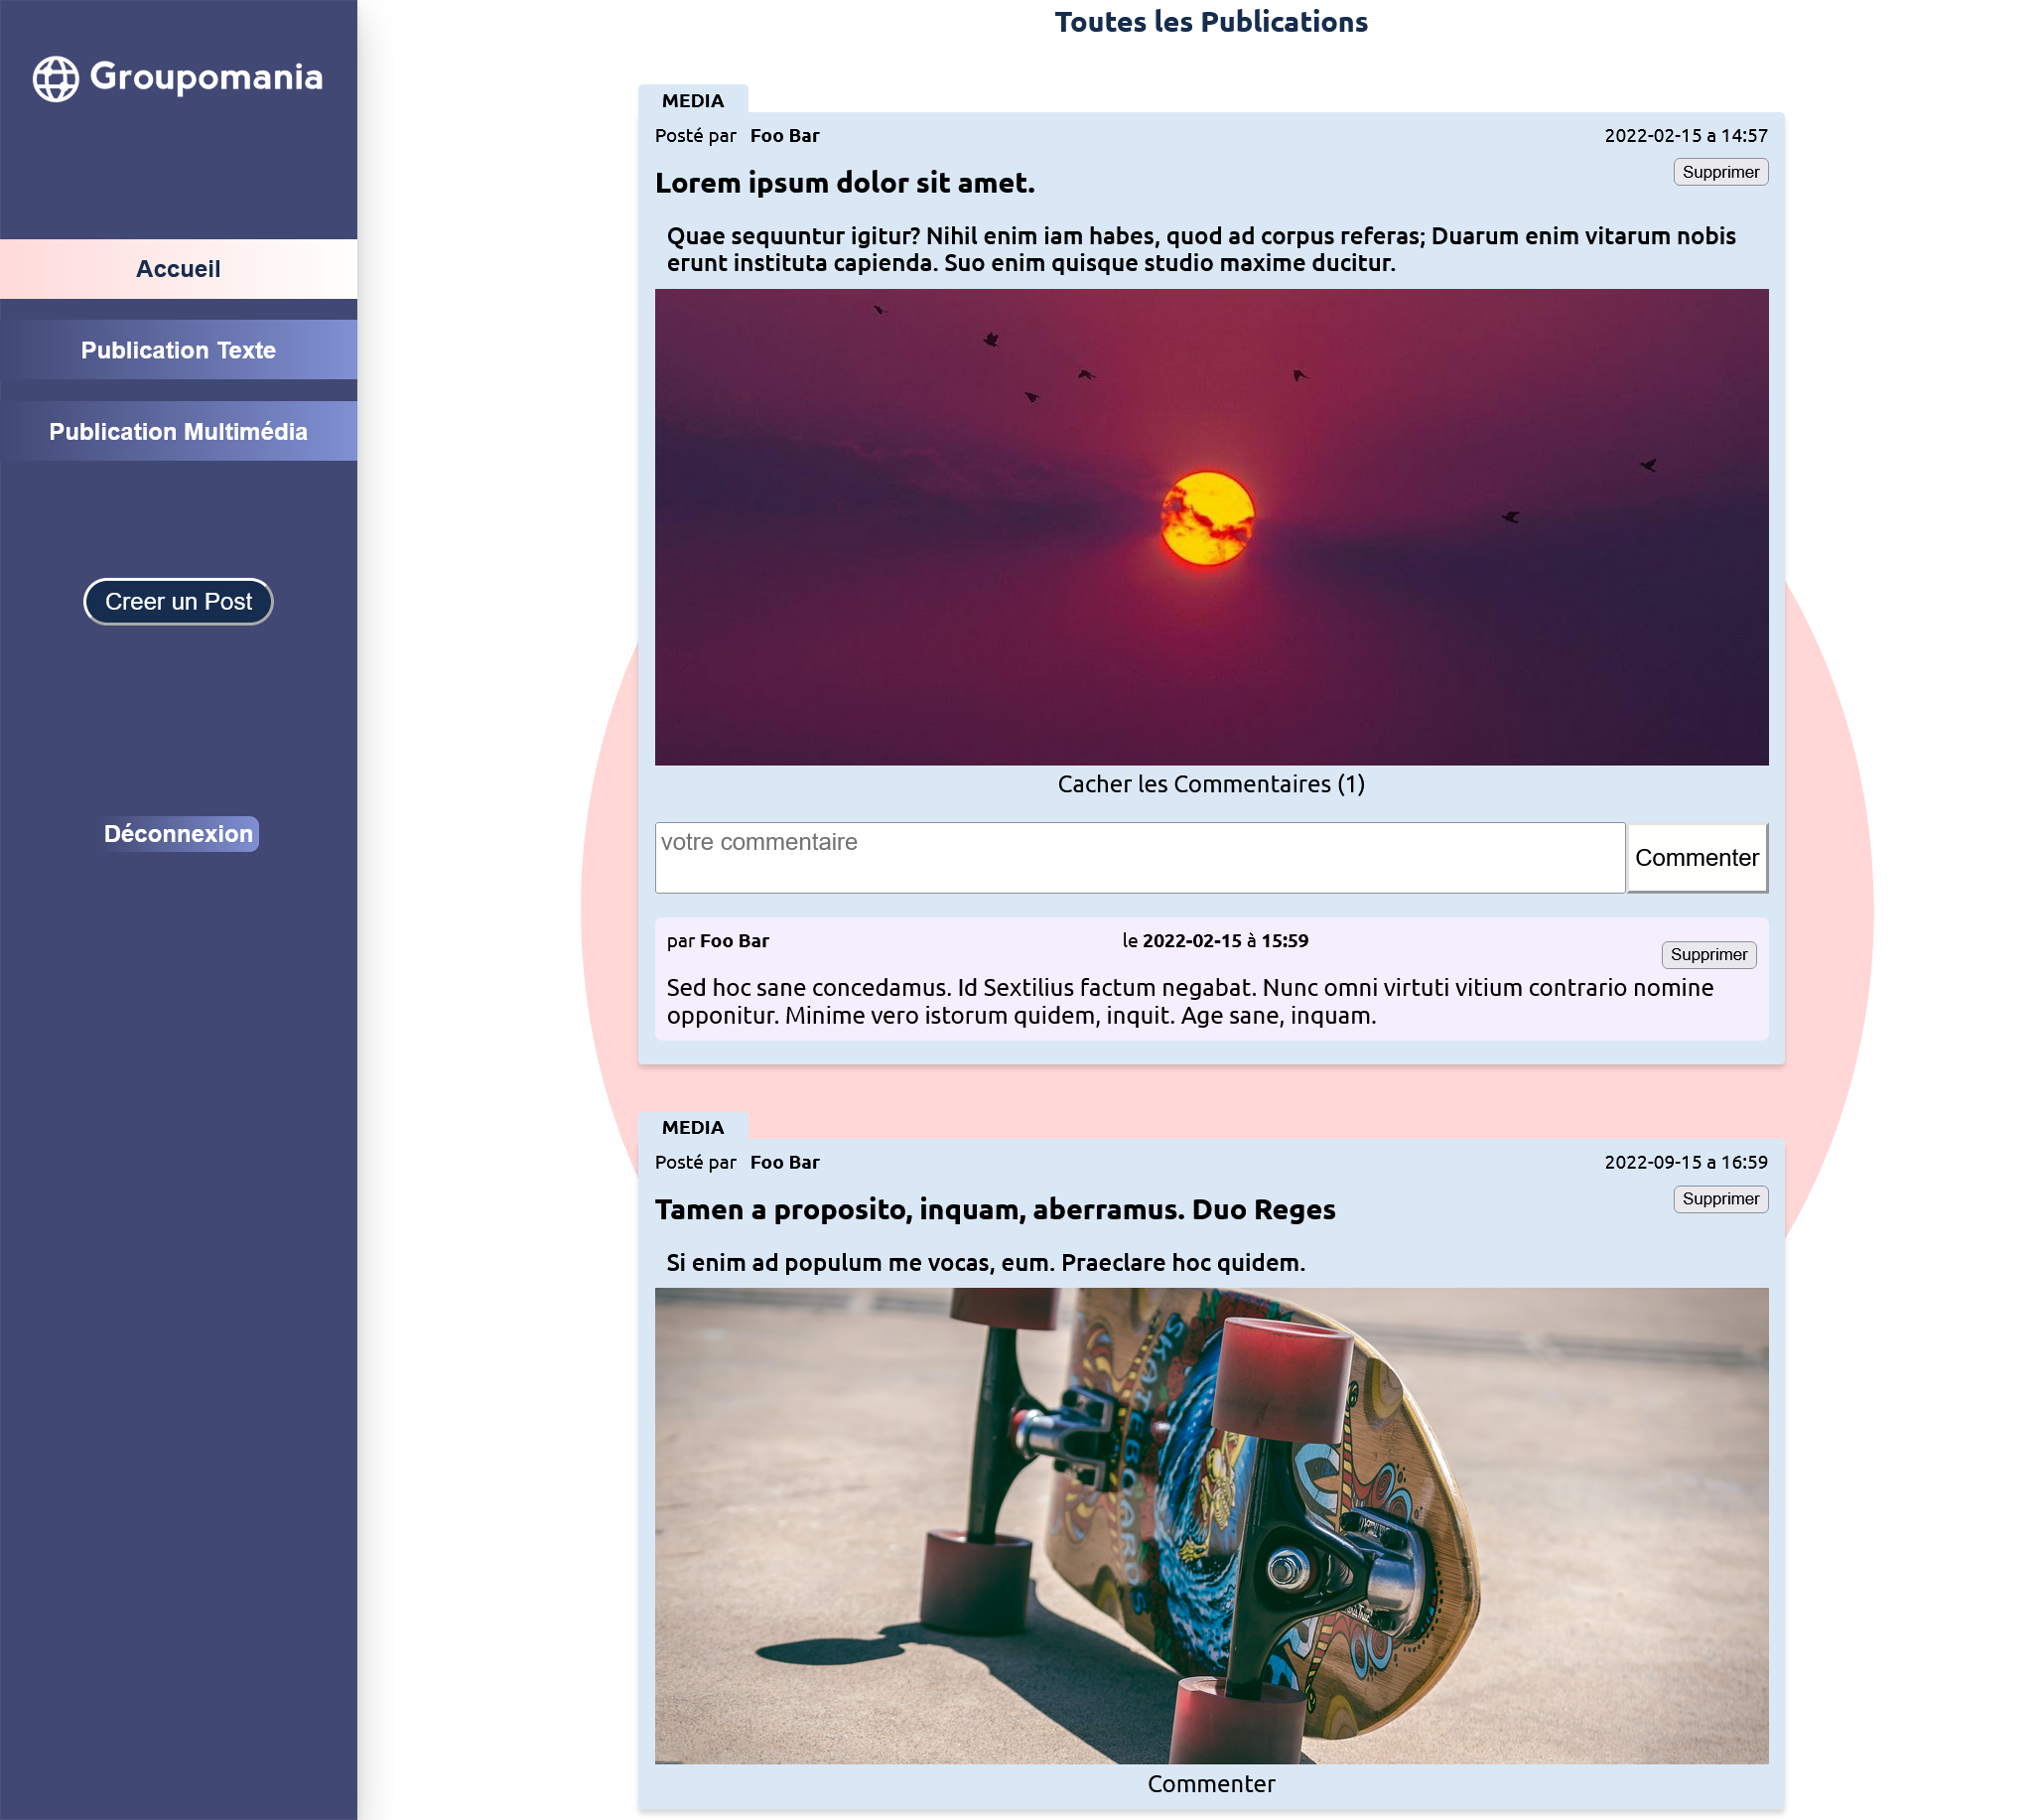 Groupomania
Accueil
Publication Texte
Publication Multimédia
Creer un Post
Déconnexion
Toutes les Publications
MEDIA
Posté par Foo Bar
2022-02-15 a 14:57
Supprimer
Lorem ipsum dolor sit amet.
Quae sequuntur igitur? Nihil enim iam habes, quod ad corpus referas; Duarum enim vitarum nobis
erunt instituta capienda. Suo enim quisque studio maxime ducitur.
Cacher les Commentaires (1)
votre commentaire
Commenter
par Foo Bar
le 2022-02-15 à 15:59
Supprimer
Sed hoc sane concedamus. Id Sextilius factum negabat. Nunc omni virtuti vitium contrario nomine
opponitur. Minime vero istorum quidem, inquit. Age sane, inquam.
MEDIA
Posté par Foo Bar
2022-09-15 a 16:59
Supprimer
Tamen a proposito, inquam, aberramus. Duo Reges
Si enim ad populum me vocas, eum. Praeclare hoc quidem.
SKATEBOARDS
Commenter